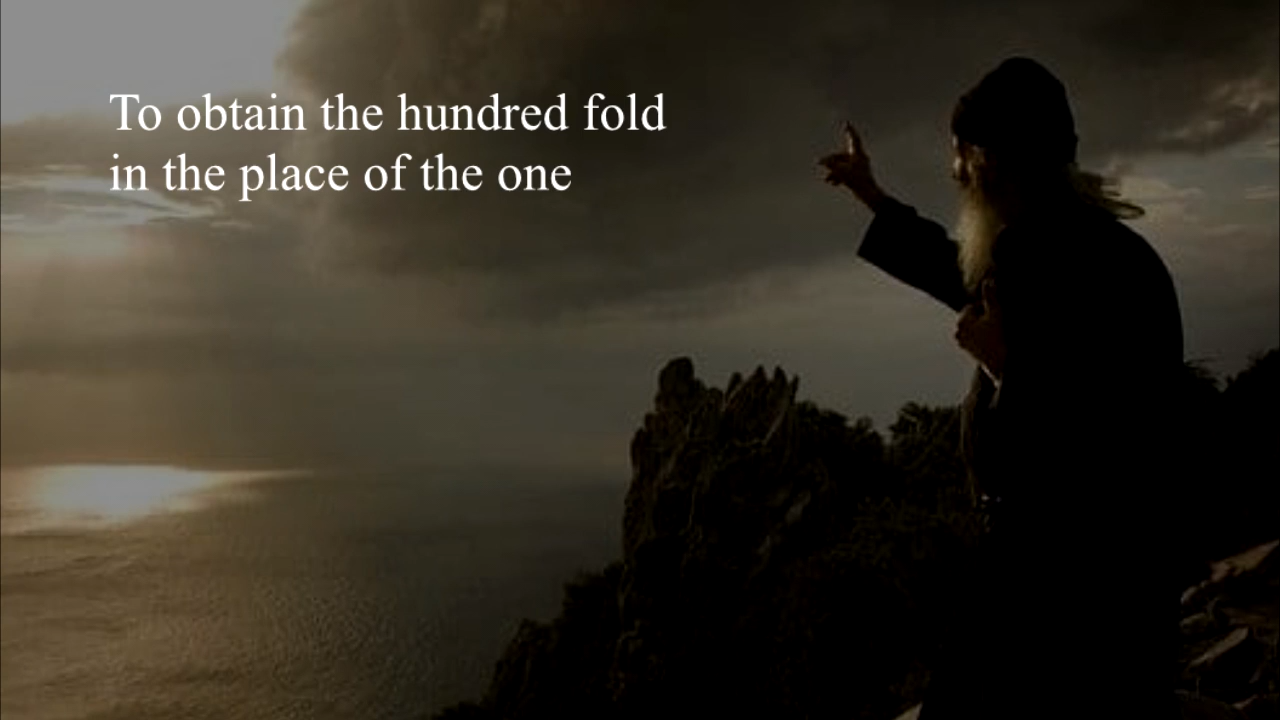 To obtain the hundred fold
in the place of the one